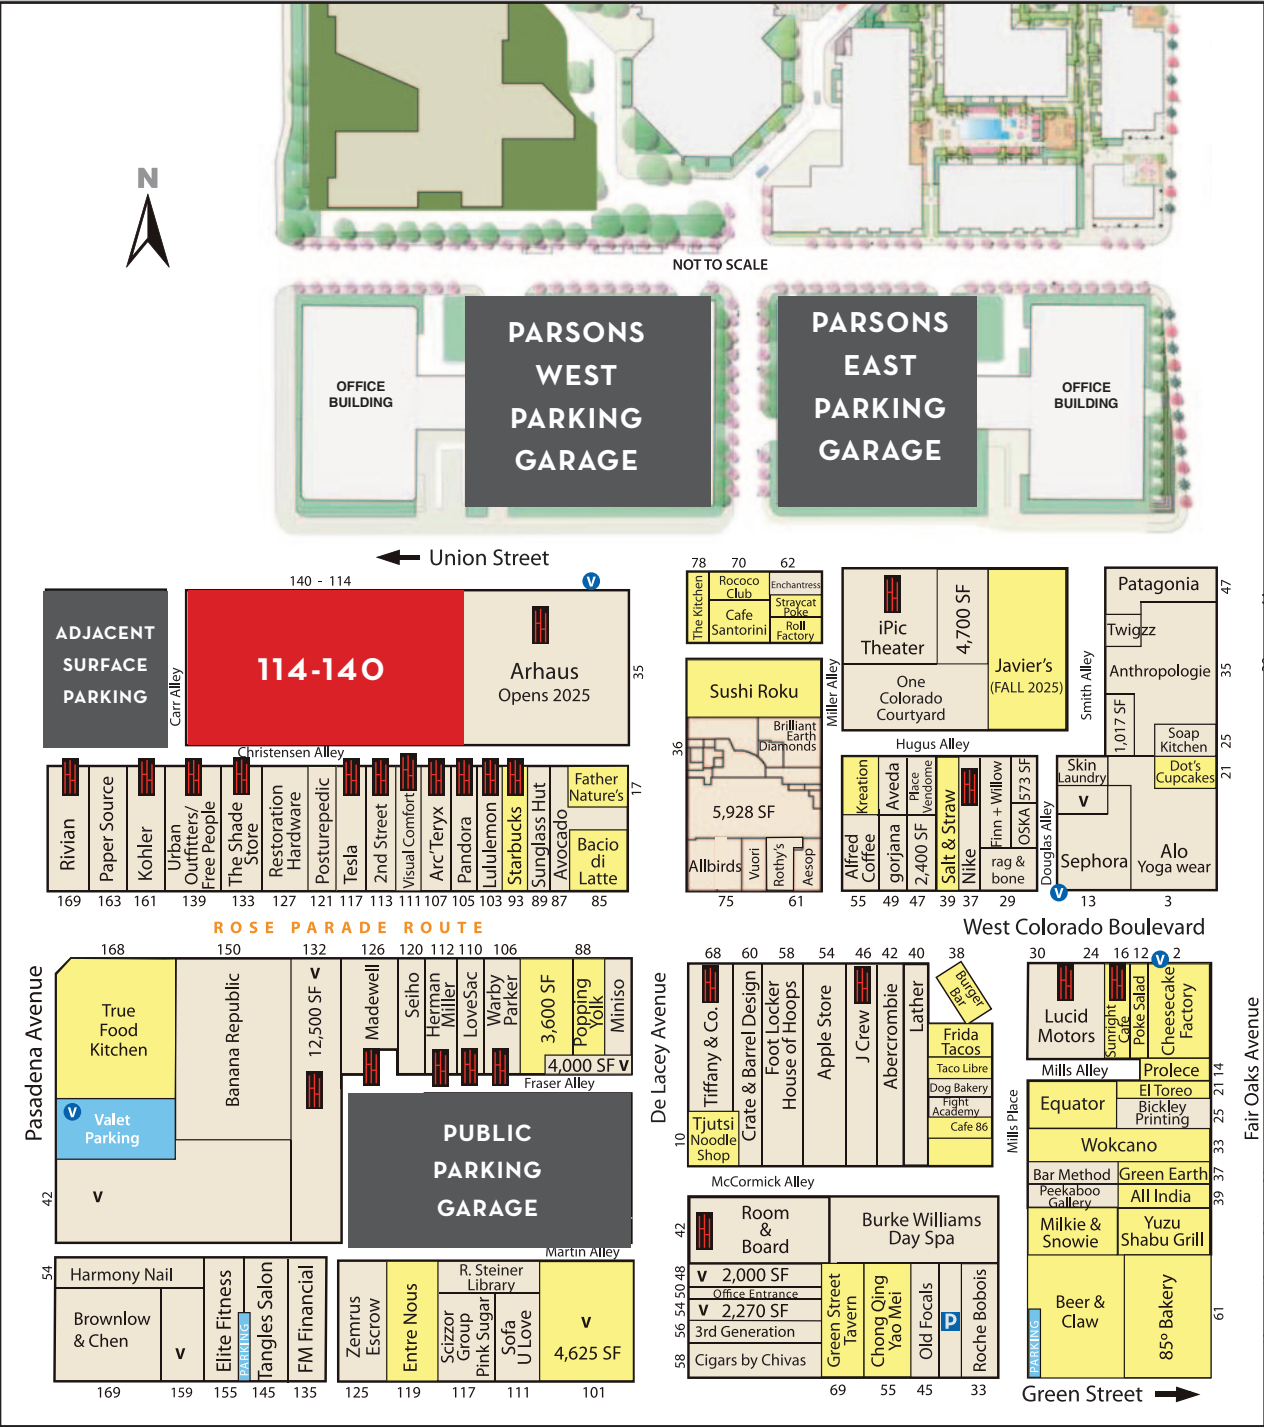 N
NOT TO SCALE
OFFICE
BUILDING
PARSONS
WEST
PARKING
GARAGE
PARSONS
EAST
PARKING
GARAGE
OFFICE
BUILDING
Union Street
140 - 114
V
ADJACENT
SURFACE
PARKING
Carr Alley
114-140
Arhaus
Opens 2025
35
Christensen Alley
78
70
62
The Kitchen
Rococo
Club
Cafe
Santorini
Enchantress
Straycat
Poke
Roll
Factory
Sushi Roku
Brilliant
Earth
Diamonds
36
5,928 SF
Allbirds
Vuori
Rothy's
Aesop
75
61
Miller Alley
iPic
Theater
4,700 SF
Javier's
(FALL 2025)
One
Colorado
Courtyard
Hugus Alley
Smith Alley
Patagonia
47
Twigzz
Anthropologie
35
1,017 SF
Soap
Kitchen
25
Dot's
Cupcakes
21
Skin
Laundry
V
Sephora
Alo
Yoga wear
Douglas Alley
V
13
3
Kreation
Aveda
Place
Vendome
Alfred
Coffee
gorjana
2,400 SF
Salt & Straw
Nike
Finn + Willow
OSKA
573 SF
rag &
bone
55
49
47
39
37
29
Rivian
Paper Source
Kohler
Urban
Outfitters/
Free People
The Shade
Store
Restoration
Hardware
Posturepedic
Tesla
2nd Street
Visual Comfort
Arc'Teryx
Pandora
Lululemon
Starbucks
Sunglass Hut
Avocado
Father
Nature's
17
Bacio
di
Latte
169
163
161
139
133
127
121
117
113
111
107
105
103
93
89
87
85
ROSE PARADE ROUTE
West Colorado Boulevard
Pasadena Avenue
168
150
132
126
120
112
110
106
88
True
Food
Kitchen
V
Valet
Parking
Banana Republic
V
12,500 SF
Madewell
Seiho
Herman
Miller
LoveSac
Warby
Parker
3,600 SF
Popping
Yolk
Miniso
4,000 SF V
Fraser Alley
PUBLIC
PARKING
GARAGE
V
42
Martin Alley
De Lacey Avenue
68
60
58
54
46
42
40
38
Tiffany & Co.
Tjutsi
Noodle
Shop
10
Crate & Barrel Design
Foot Locker
House of Hoops
Apple Store
J Crew
Abercrombie
Lather
Burger
Bar
Frida
Tacos
Taco Libre
Dog Bakery
Fight
Academy
Cafe 86
McCormick Alley
Mills Place
30
24
16
12
V
2
Lucid
Motors
Sunright
Cafe
Poke Salad
Cheesecake
Factory
Mills Alley
Prolece
14
Equator
El Toreo
21
Bickley
Printing
25
Wokcano
33
Bar Method
Green Earth
37
Peekaboo
Gallery
All India
39
Milkie &
Snowie
Yuzu
Shabu Grill
Beer &
Claw
PARKING
85º Bakery
61
Fair Oaks Avenue
Green Street
54
Harmony Nail
Brownlow
& Chen
V
Elite Fitness
PARKING
Tangles Salon
FM Financial
169
159
155
145
135
Zemrus
Escrow
Entre Nous
R. Steiner
Library
Scizzor
Group
Pink Sugar
Sofa
U Love
V
4,625 SF
125
119
117
111
101
42
Room
&
Board
Burke Williams
Day Spa
48
V 2,000 SF
50
Office Entrance
54
V 2,270 SF
56
3rd Generation
58
Cigars by Chivas
Green Street
Tavern
Chong Qing
Yao Mei
Old Focals
P
Roche Bobois
69
55
45
33